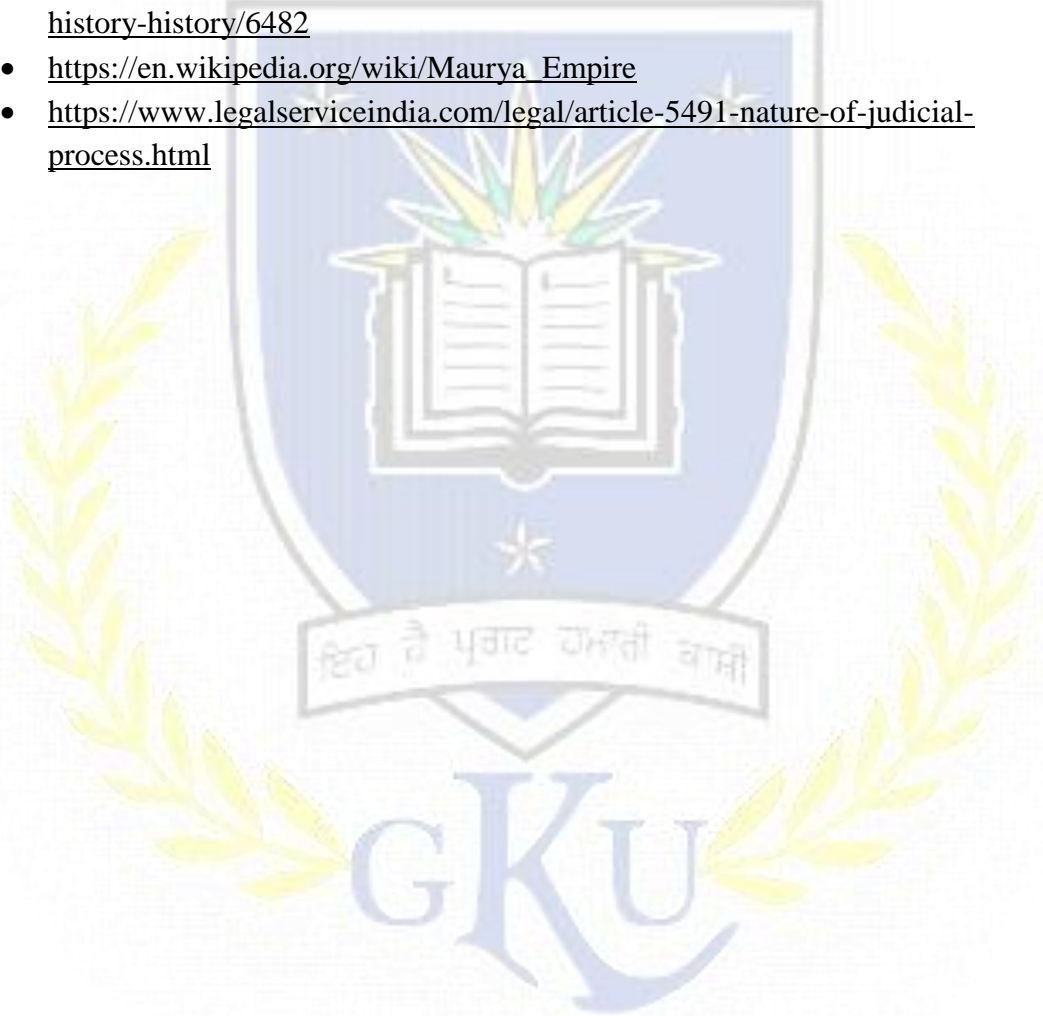 history-history/6482
• https://en.wikipedia.org/wiki/Maurya_Empire
• https://www.legalserviceindia.com/legal/article-5491-nature-of-judicial-
process.html
ਇਹ ਹੈ ਪ੍ਰਗਟ ਹਮਾਰੀ ਕਾਸੀ
GKU